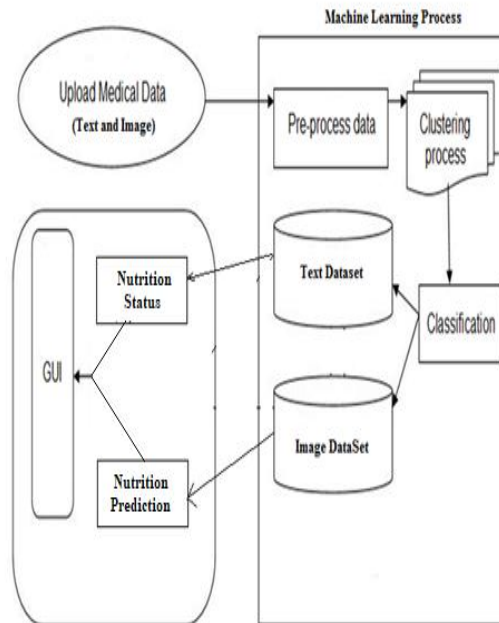 Machine Learning Process
Upload Medical Data
(Text and Image)
Pre-process data
Clustering
process
Text Dataset
Classification
Image DataSet
Nutrition
Status
GUI
Nutrition
Prediction